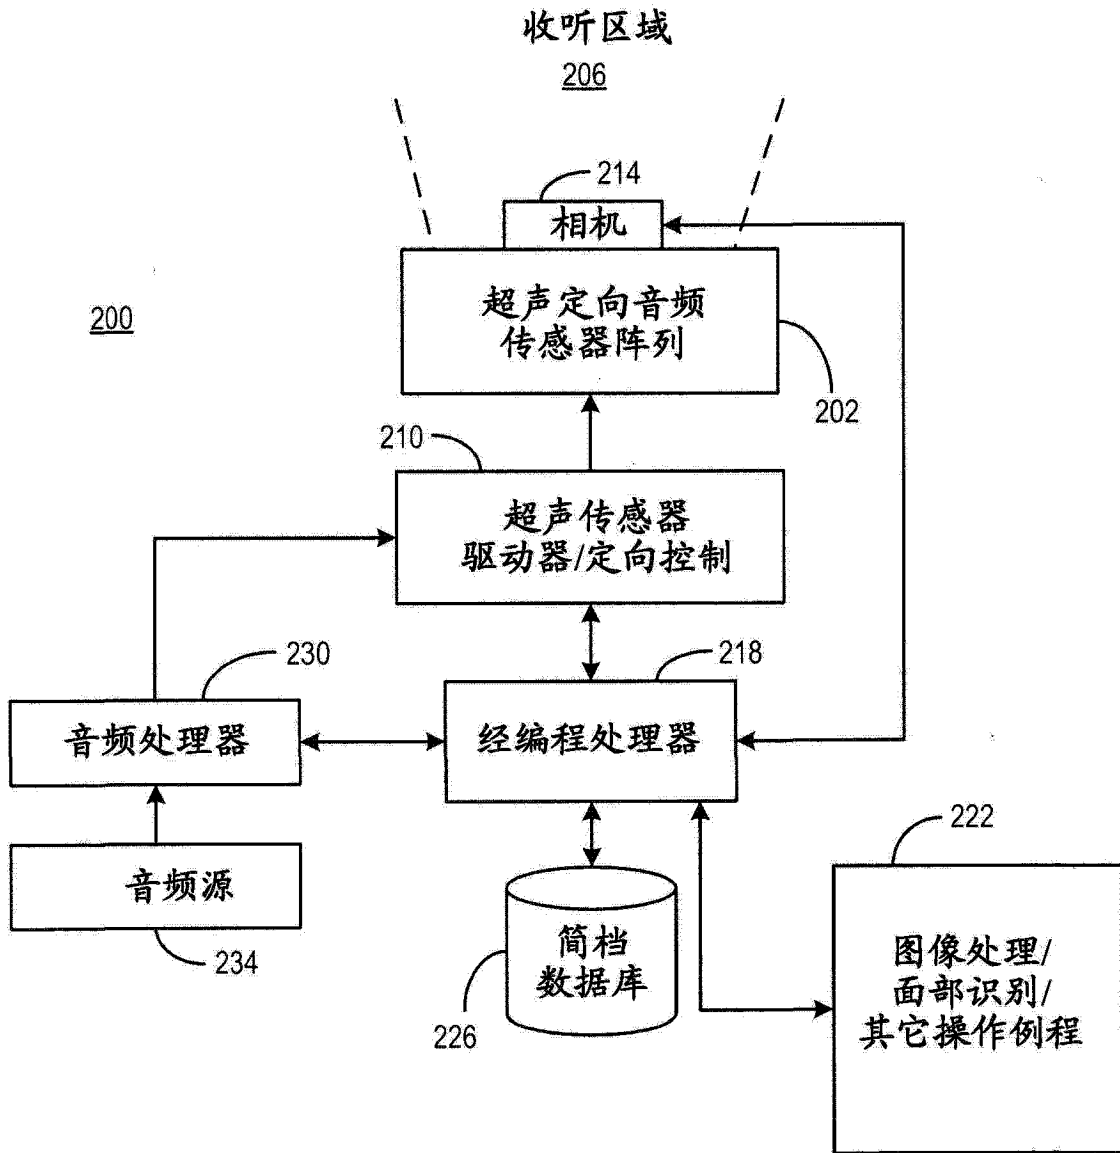 收听区域
206
214
相机
200
超声定向音频
传感器阵列
202
210
超声传感器
驱动器/定向控制
230
218
音频处理器
经编程处理器
222
音频源
234
简档
数据库
226
图像处理/
面部识别/
其它操作例程